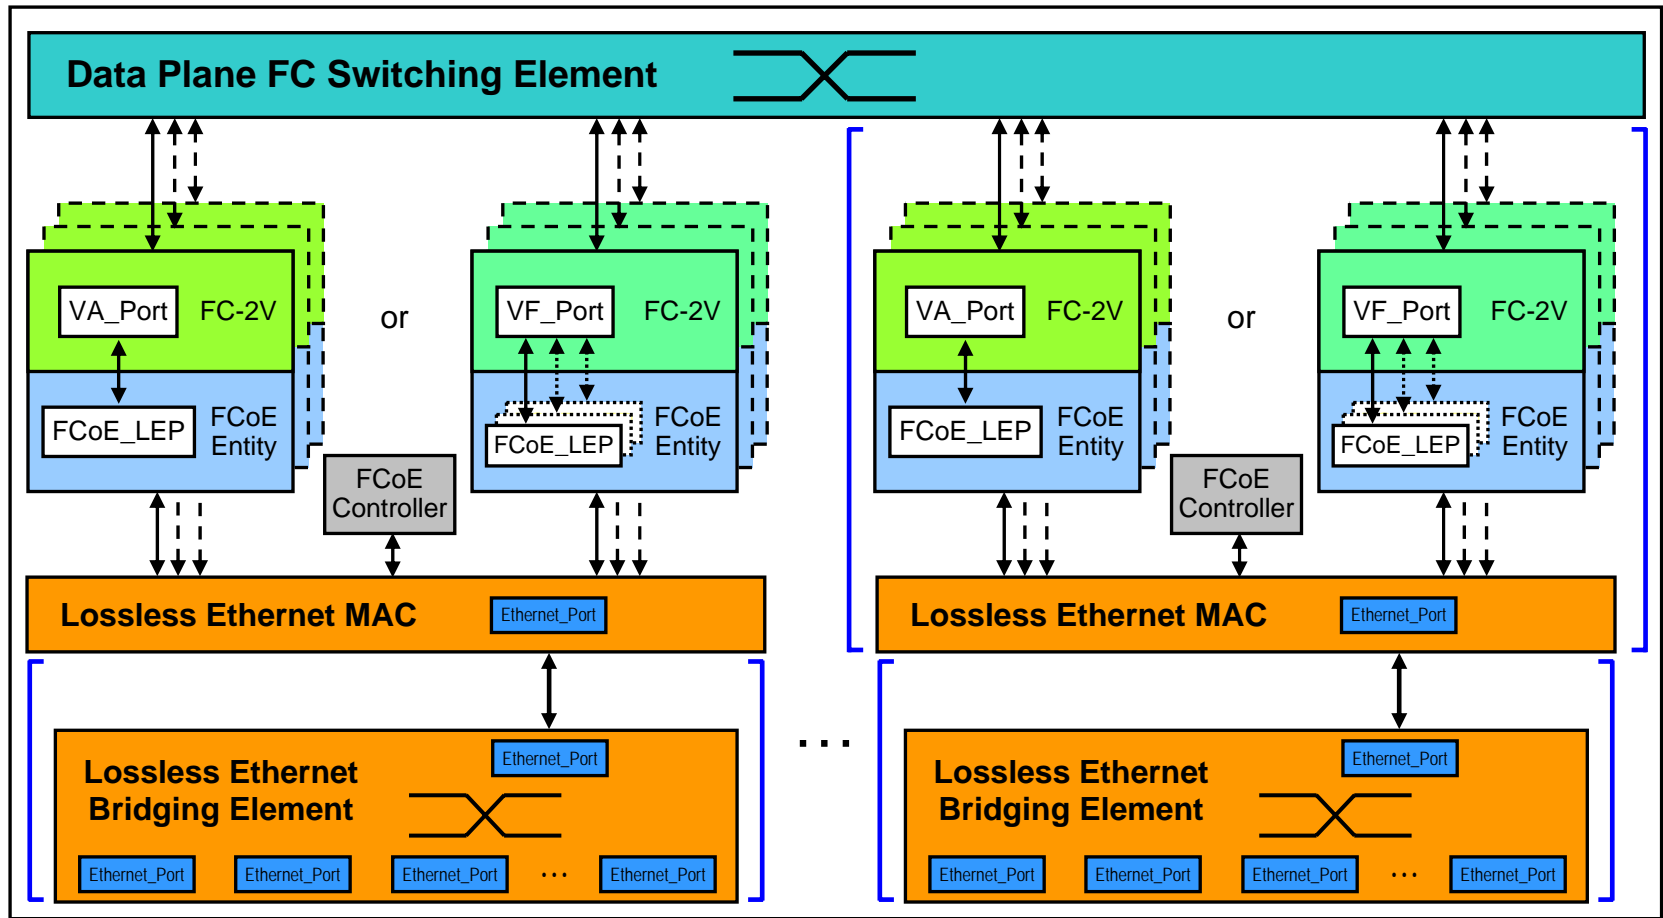 Data Plane FC Switching Element
VA_Port
FC-2V
or
VF_Port
FC-2V
VA_Port
FC-2V
or
VF_Port
FC-2V
FCoE_LEP
FCoE
Entity
FCoE_LEP
FCoE
Entity
FCoE_LEP
FCoE
Entity
FCoE_LEP
FCoE
Entity
FCoE
Controller
FCoE
Controller
Lossless Ethernet MAC
Ethernet_Port
Lossless Ethernet MAC
Ethernet_Port
Lossless Ethernet
Bridging Element
Ethernet_Port
Ethernet_Port
Ethernet_Port
Ethernet_Port
...
Ethernet_Port
...
Lossless Ethernet
Bridging Element
Ethernet_Port
Ethernet_Port
Ethernet_Port
Ethernet_Port
...
Ethernet_Port